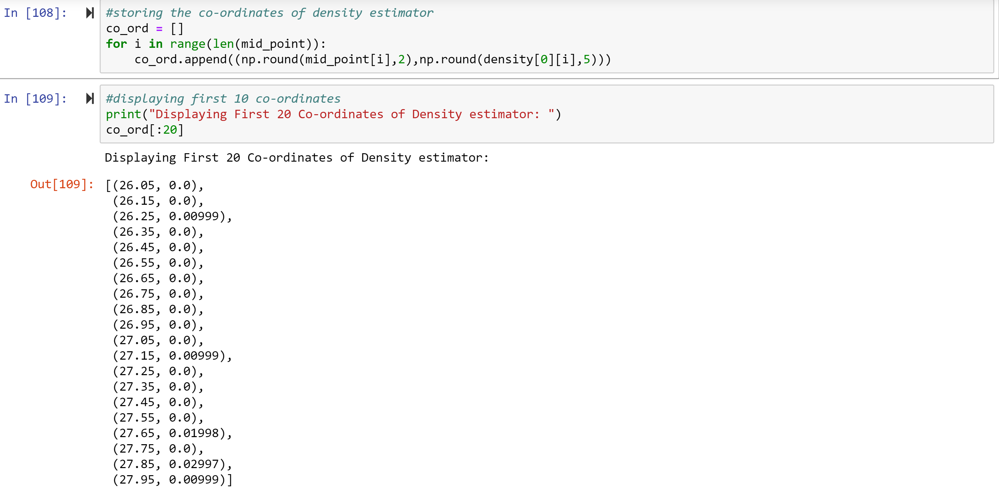 In [108]: #storing the co-ordinates of density estimator
co_ord = []
for i in range(len(mid_point)):
    co_ord.append((np.round(mid_point[i],2),np.round(density[0][i],5)))
In [109]: #displaying first 10 co-ordinates
print("Displaying First 20 Co-ordinates of Density estimator: ")
co_ord[:20]
Displaying First 20 Co-ordinates of Density estimator:
Out[109]: [(26.05, 0.0),
(26.15, 0.0),
(26.25, 0.00999),
(26.35, 0.0),
(26.45, 0.0),
(26.55, 0.0),
(26.65, 0.0),
(26.75, 0.0),
(26.85, 0.0),
(26.95, 0.0),
(27.05, 0.0),
(27.15, 0.00999),
(27.25, 0.0),
(27.35, 0.0),
(27.45, 0.0),
(27.55, 0.0),
(27.65, 0.01998),
(27.75, 0.0),
(27.85, 0.02997),
(27.95, 0.00999)]